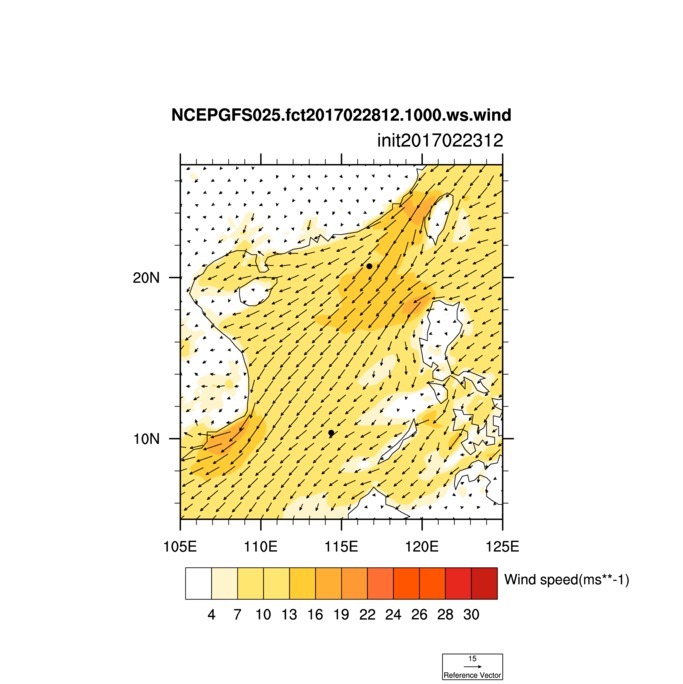 NCEPGFS025.fct2017022812.1000.ws.wind
init2017022312
20N
10N
105E 110E 115E 120E 125E
Wind speed(ms**-1)
4 7 10 13 16 19 22 24 26 28 30
15
Reference Vector